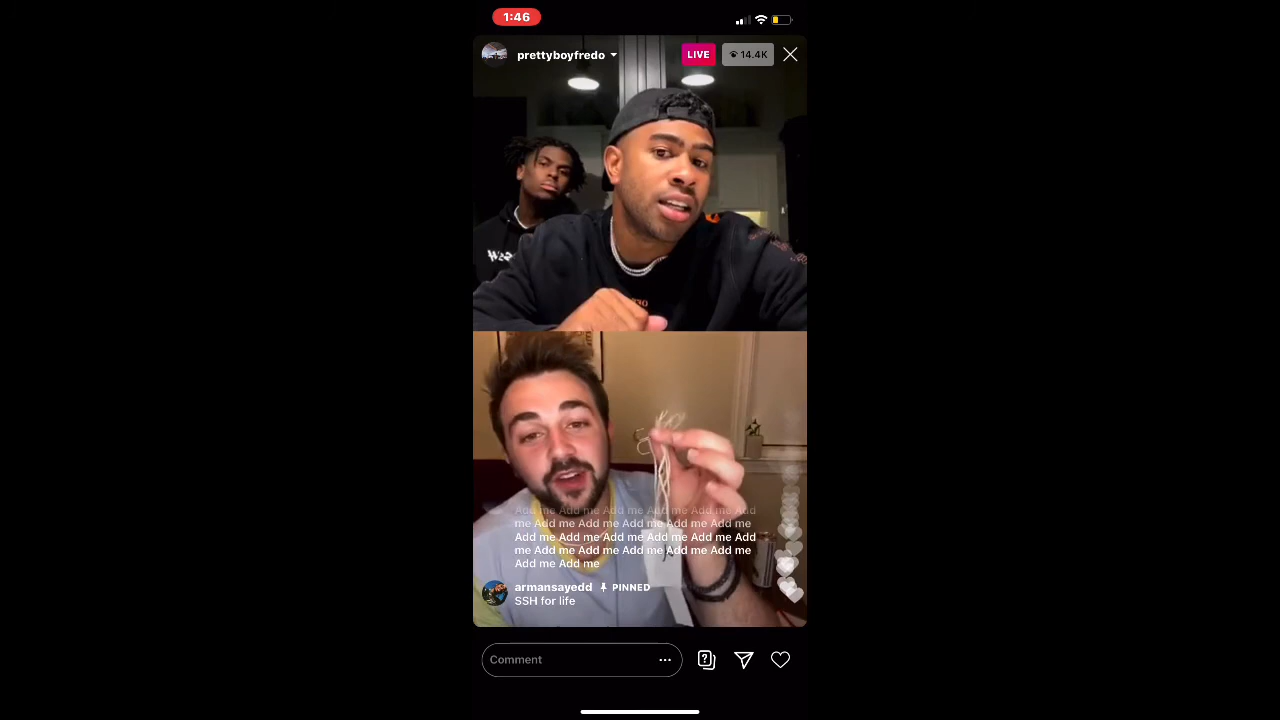 1:46
prettyboyfredo
LIVE
14.4K
Add me Add me Add me Add me Add me Add
me Add me Add me Add me Add me Add me
Add me Add me Add me Add me Add me Add
me Add me Add me Add me Add me Add me
Add me Add me
armansayedd PINNED
SSH for life
Comment